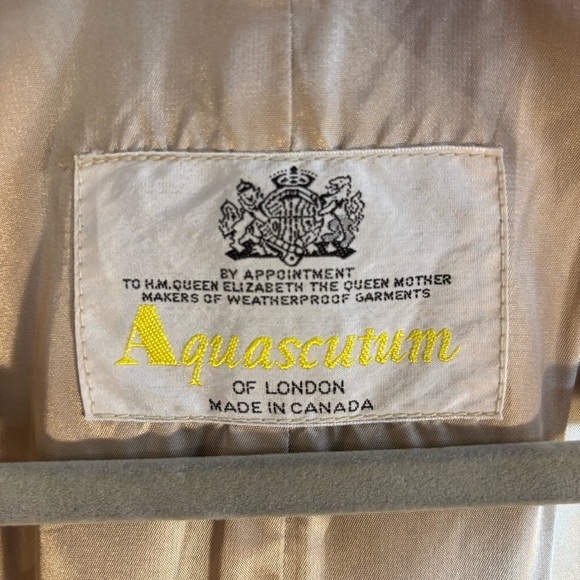 BY APPOINTMENT
TO H.M.QUEEN ELIZABETH THE QUEEN MOTHER
MAKERS OF WEATHERPROOF GARMENTS
Aquascutum
OF LONDON
MADE IN CANADA